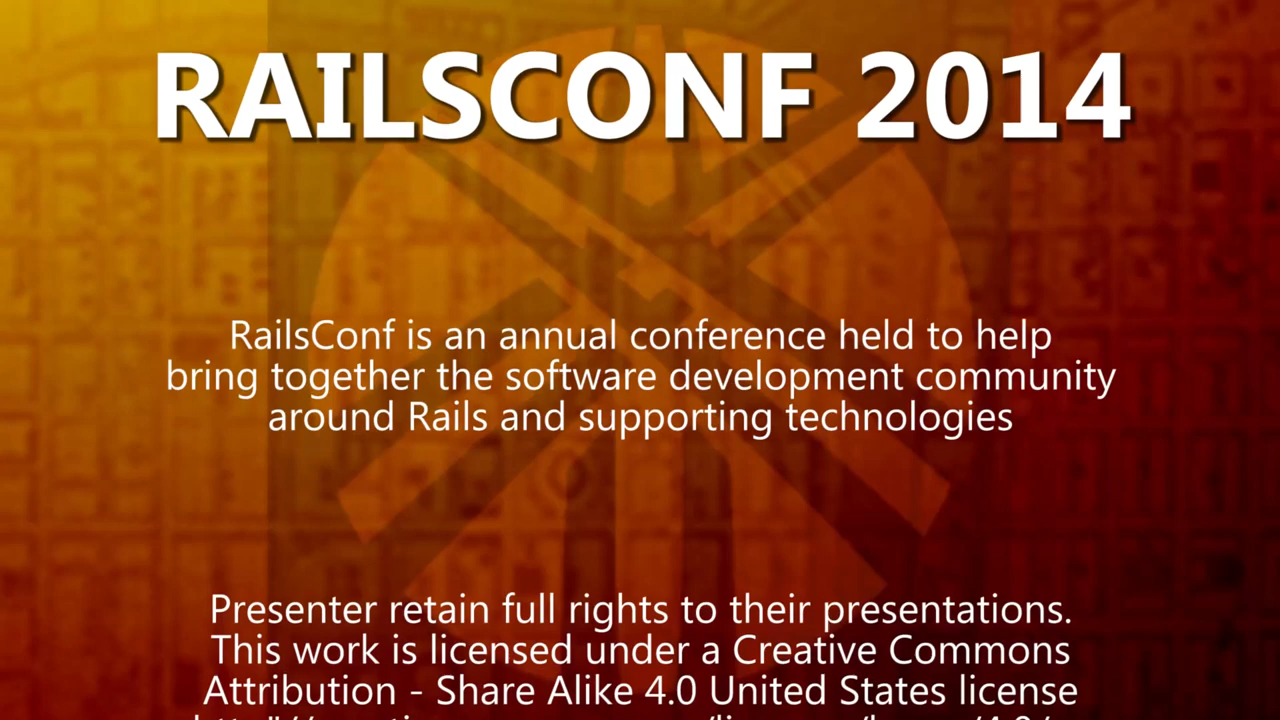 RAILSCONF 2014
RailsConf is an annual conference held to help
bring together the software development community
around Rails and supporting technologies
Presenter retain full rights to their presentations.
This work is licensed under a Creative Commons
Attribution - Share Alike 4.0 United States license